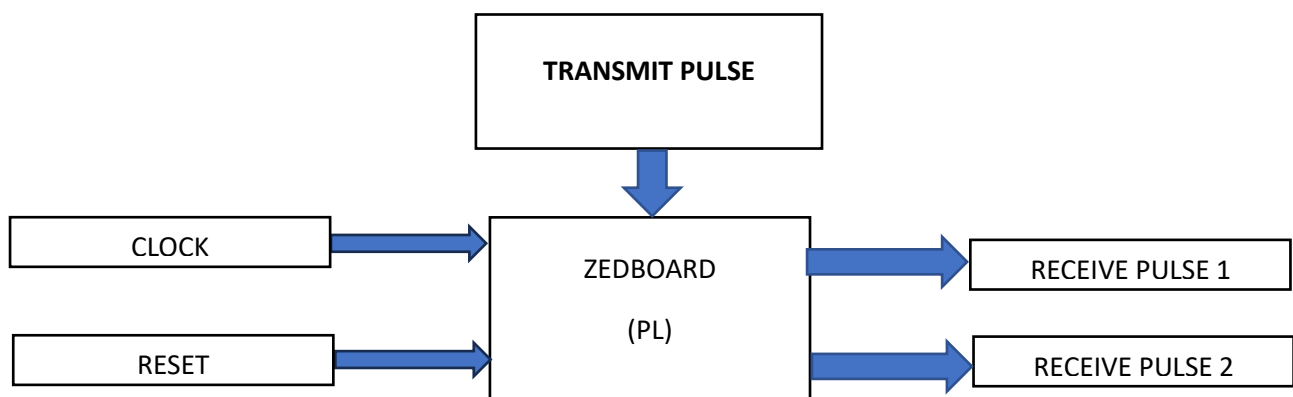 TRANSMIT PULSE
CLOCK
ZEDBOARD
(PL)
RECEIVE PULSE 1
RESET
RECEIVE PULSE 2